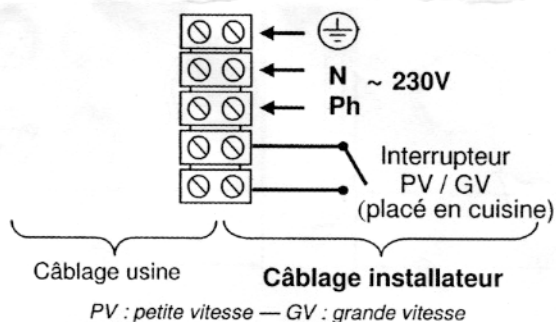 N ~ 230V
Ph
Interrupteur
PV / GV
(placé en cuisine)
Câblage usine
Câblage installateur
PV : petite vitesse — GV : grande vitesse